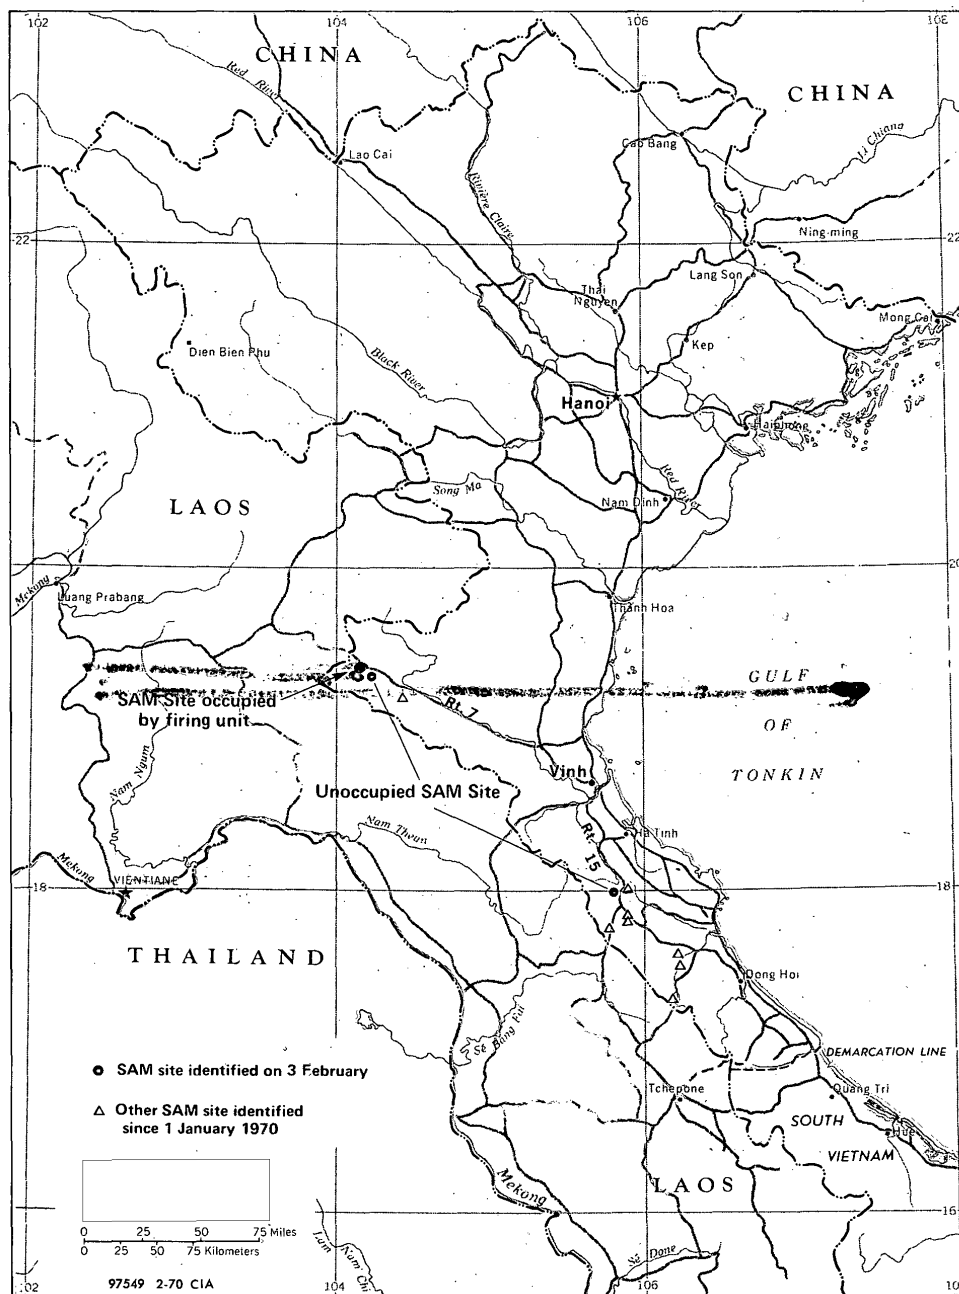 102
104
106
108
CHINA
Red River
CHINA
Cao Bang
Li Chiang
Lao Cai
Rivière Claire
Ning-ming
22
22
Lang Son
Thai
Nguyen
Mong Cai
Dien Bien Phu
Kep
Black River
Hanoi
Haiphong
Song Ma
Red River
LAOS
Nam Dinh
20
20
Mekong
Luang Prabang
Thanh Hoa
GULF
OF
TONKIN
SAM Site occupied
by firing unit
Rt. 7
Nam Ngum
Vinh
Unoccupied SAM Site
Nam Theun
Rt. 15
Ha Tinh
Mekong
VIENTIANE
18
18
THAILAND
Dong Hoi
Se Bang Fai
DEMARCATION LINE
SAM site identified on 3 February
Tchepone
Quang Tri
Other SAM site identified
since 1 January 1970
SOUTH
VIETNAM
Hue
LAOS
Mekong
16
0 25 50 75 Miles
0 25 50 75 Kilometers
Se Done
Nam Chi
97549 2-70 CIA
102
104
106